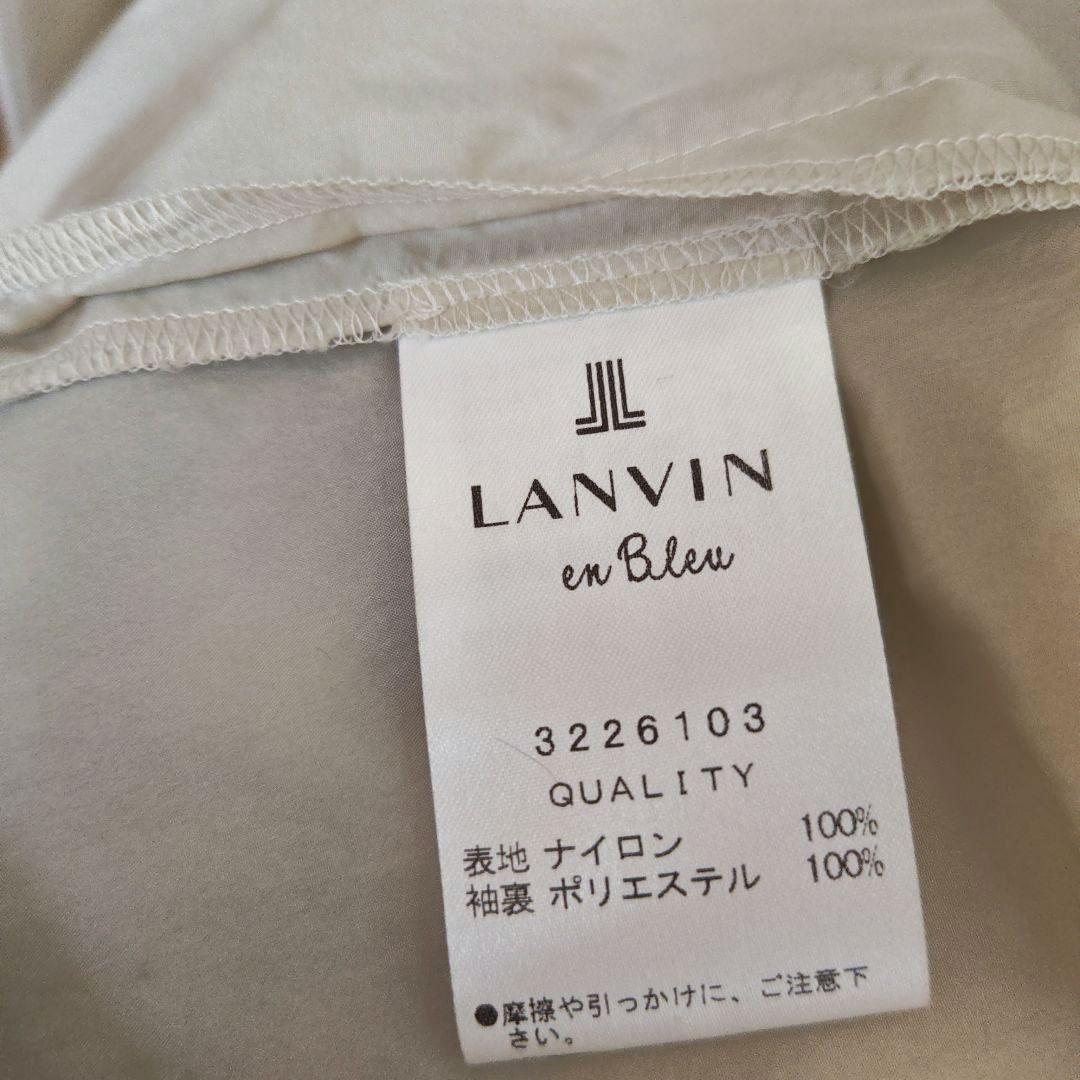 LANVIN
en Bleu
3226103
QUALITY
表地 ナイロン 100%
袖裏 ポリエステル 100%
●摩擦や引っかけに、ご注意下
さい。